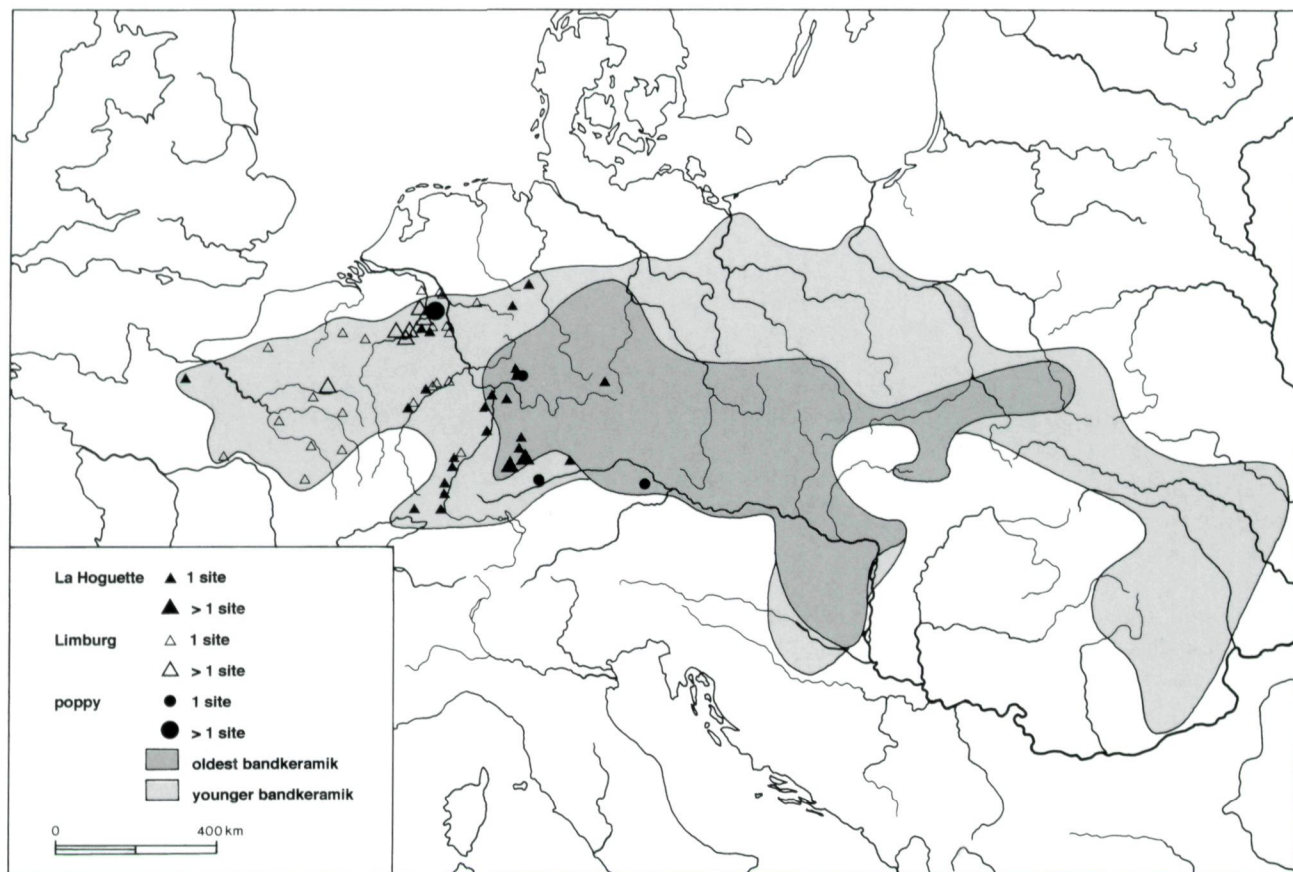 La Hoguette 1 site
> 1 site
Limburg 1 site
> 1 site
poppy 1 site
> 1 site
oldest bandkeramik
younger bandkeramik
0 400 km